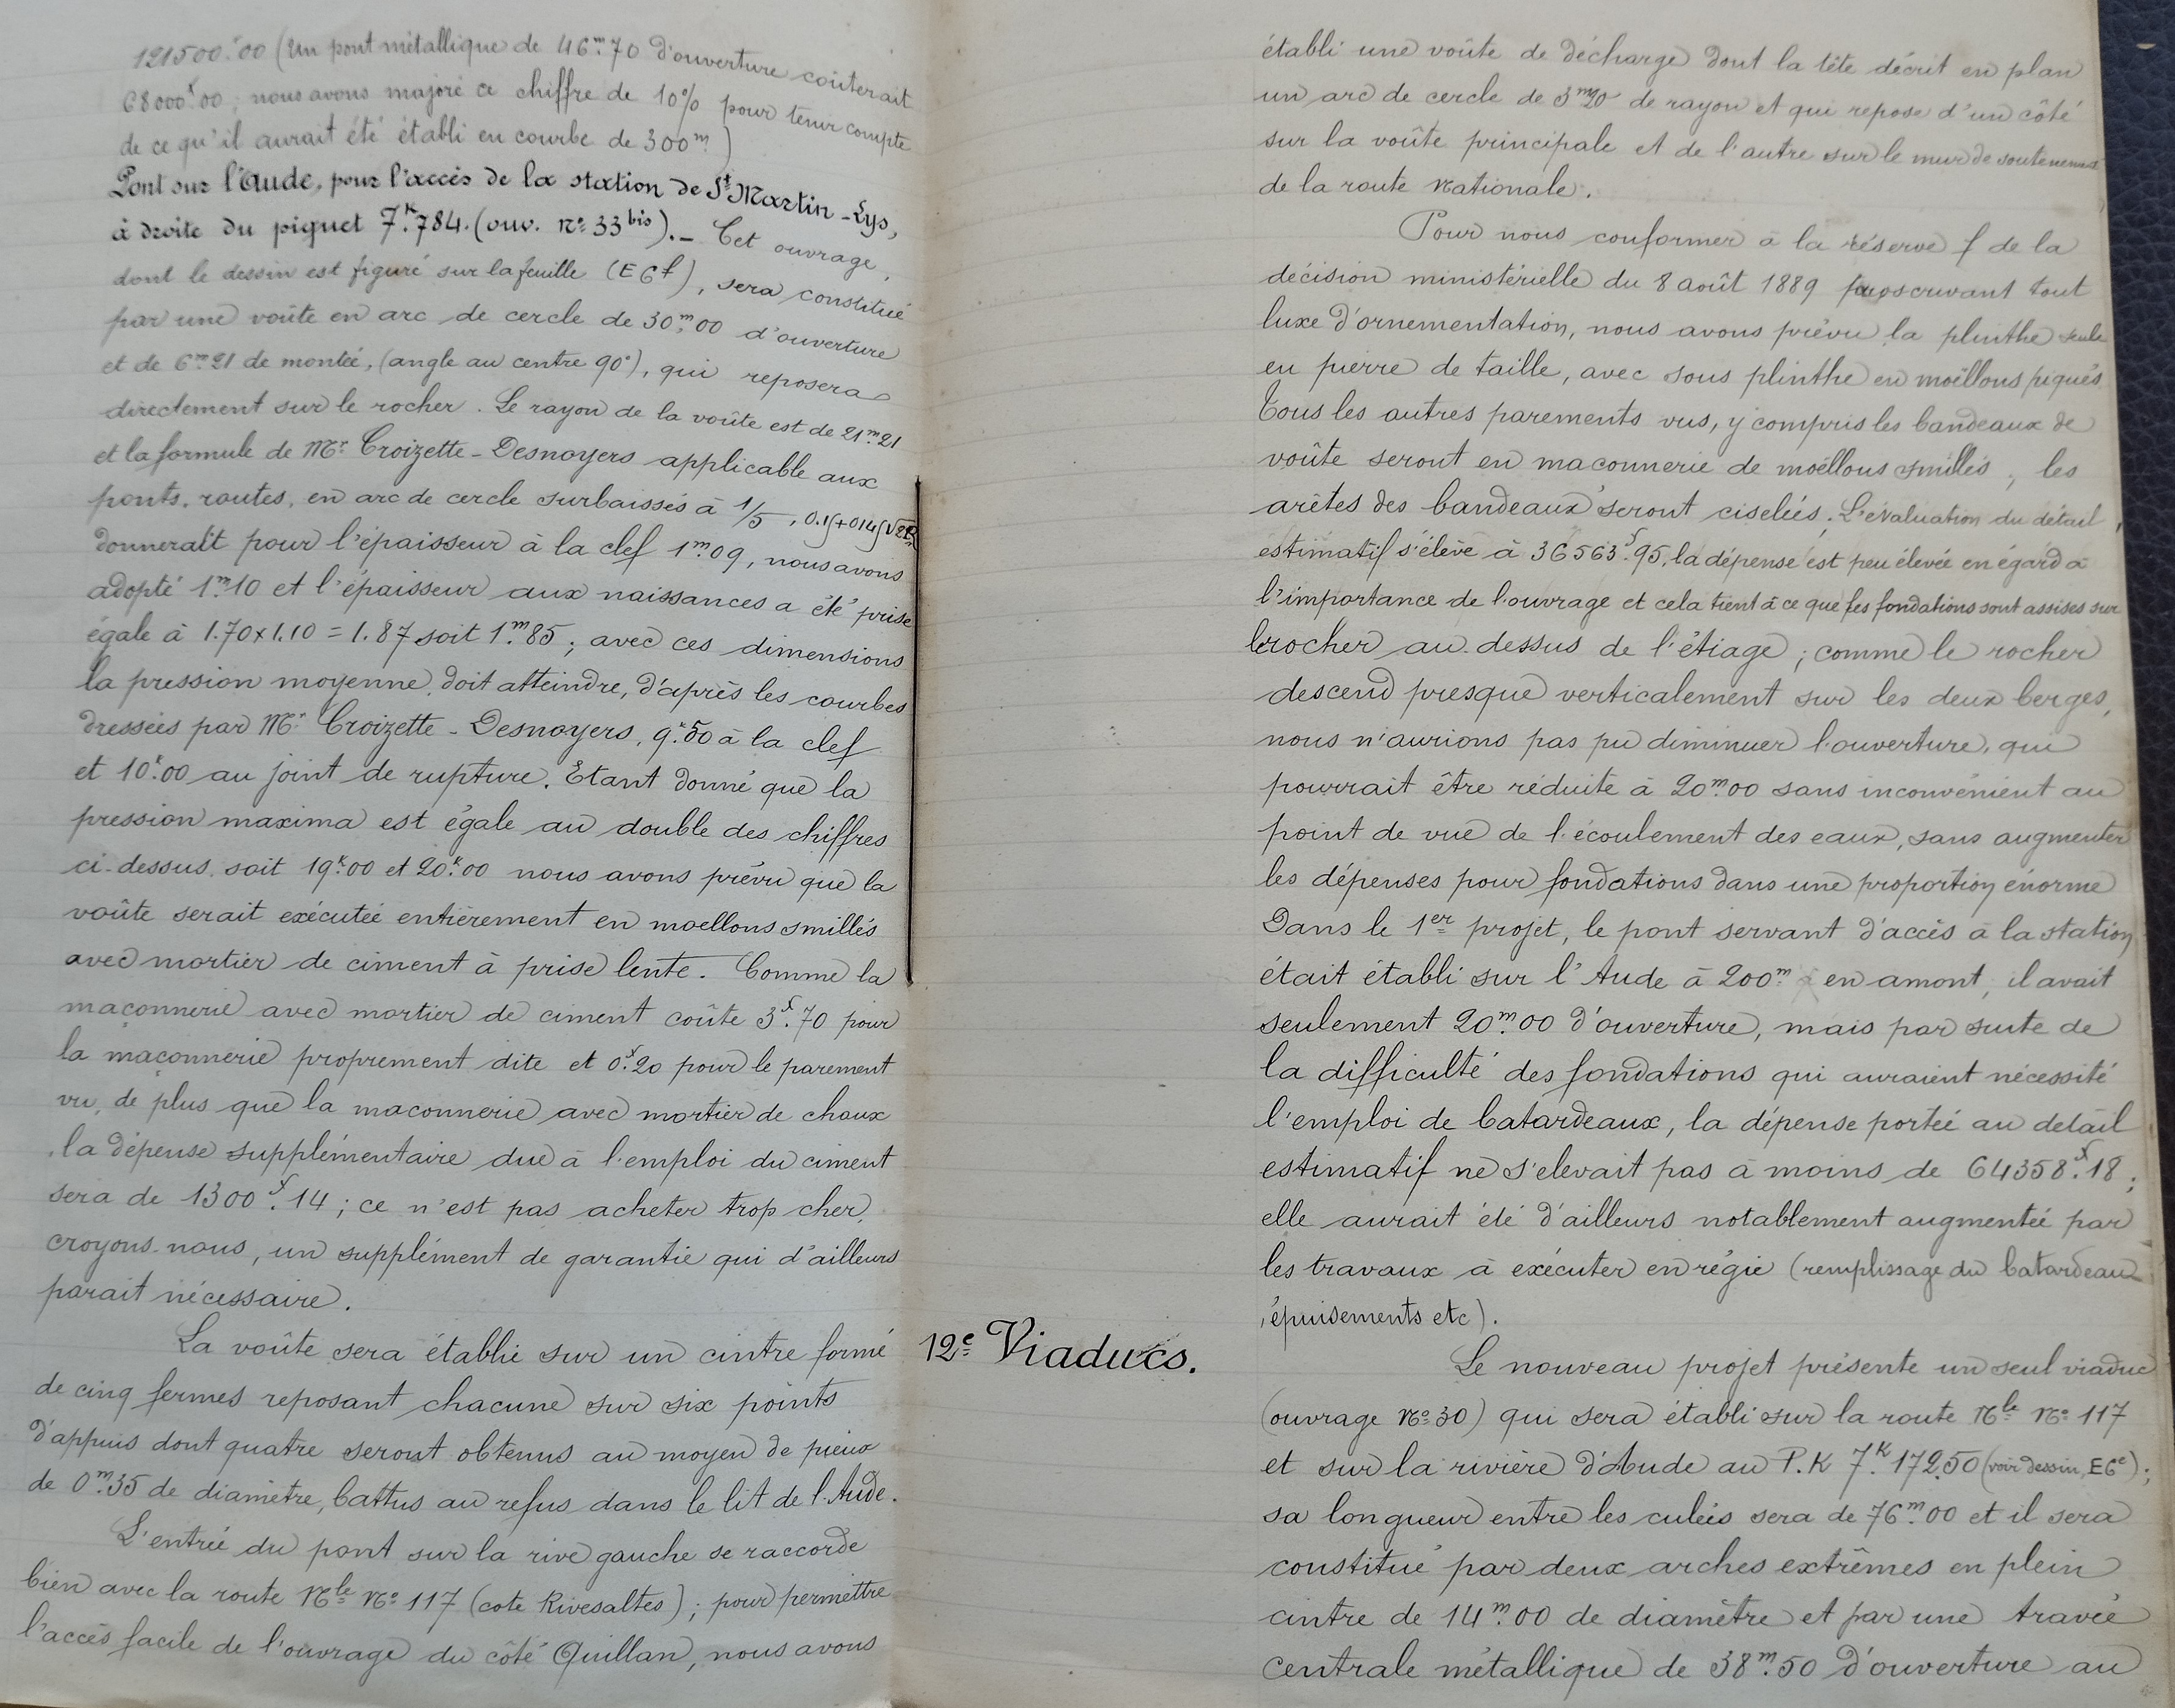 121500f.00 (Un pont métallique de 46m.70 d'ouverture coûterait
68000f.00, nous avons majoré ce chiffre de 10% pour tenir compte
de ce qu'il aurait été établi en courbe de 300m.)
Pont sur l'Aude, pour l'accès de la station de St Martin-Lys,
à droite du piquet 7K.784. (ouv. No 33 bis). _ Cet ouvrage,
dont le dessin est figuré sur la feuille (E6f), sera constitué
par une voûte en arc de cercle de 30m.00 d'ouverture
et de 6m.21 de montée, (angle au centre 90°), qui reposera
directement sur le rocher. Le rayon de la voûte est de 21m.21
et la formule de Mr. Croizette-Desnoyers applicable aux
ponts, routes, en arc de cercle surbaissés à 1/5, 0.15+0.14√2R
donnerait pour l'épaisseur à la clef 1m.09, nous avons
adopté 1m.10 et l'épaisseur aux naissances a été prise
égale à 1.70x1.10 = 1.87 soit 1m.85; avec ces dimensions
la pression moyenne doit atteindre, d'après les courbes
dressées par Mr. Croizette-Desnoyers, 9k.50 à la clef
et 10k.00 au joint de rupture. Etant donné que la
pression maxima est égale au double des chiffres
ci-dessus, soit 19k.00 et 20k.00 nous avons prévu que la
voûte serait exécutée entièrement en moellons smillés
avec mortier de ciment à prise lente. Comme la
maçonnerie avec mortier de ciment coûte 3f.70 pour
la maçonnerie proprement dite et 0f.20 pour le parement
vu, de plus que la maconnerie avec mortier de chaux
la dépense supplémentaire due à l'emploi du ciment
sera de 1300f.14; ce n'est pas acheter trop cher,
croyons-nous, un supplément de garantie qui d'ailleurs
parait nécessaire.
La voûte sera établie sur un cintre formé
de cinq fermes reposant chacune sur six points
d'appuis dont quatre seront obtenus au moyen de pieux
de 0m.35 de diamètre, battus au refus dans le lit de l'Aude.
L'entrée du pont sur la rive gauche se raccorde
bien avec la route Nle No 117 (cote Rivesaltes); pour permettre
l'accès facile de l'ouvrage du côté Quillan, nous avons
établi une voûte de décharge dont la tête décrit en plan
un arc de cercle de 3m20 de rayon et qui repose d'un côté
sur la voûte principale et de l'autre sur le mur de soutènement
de la route Nationale.
Pour nous conformer à la réserve f de la
décision ministérielle du 8 août 1889 proscrivant tout
luxe d'ornementation, nous avons prévu la plinthe seule
en pierre de taille, avec sous plinthe en moëllons piqués
Tous les autres parements vus, y compris les bandeaux de
voûte seront en maconnerie de moëllons smillés, les
arêtes des bandeaux seront ciselées. L'évaluation du détail
estimatif s'élève à 36563f.95, la dépense est peu élevée en égard à
l'importance de l'ouvrage et cela tient à ce que les fondations sont assises sur
le rocher au dessus de l'étiage; comme le rocher
descend presque verticalement sur les deux berges,
nous n'aurions pas pu diminuer l'ouverture, qui
pourrait être réduite à 20m.00 sans inconvénient au
point de vue de l'écoulement des eaux, sans augmenter
les dépenses pour fondations dans une proportion énorme
Dans le 1er projet, le pont servant d'accès à la station
était établi sur l'Aude à 200m. en amont, il avait
seulement 20m.00 d'ouverture, mais par suite de
la difficulté des fondations qui auraient nécessité
l'emploi de batardeaux, la dépense portée au detail
estimatif ne s'elevait pas à moins de 64358f.18;
elle aurait été d'ailleurs notablement augmentée par
les travaux à exécuter en régie (remplissage du batardeau
épuisements etc).
12e Viaducs.
Le nouveau projet présente un seul viaduc
(ouvrage No 30) qui sera établi sur la route Nle No 117
et sur la rivière d'Aude au P.K 7K.172.50 (voir dessin E6e);
sa longueur entre les culées sera de 76m.00 et il sera
constitué par deux arches extrêmes en plein
cintre de 14m.00 de diamètre et par une travée
centrale métallique de 38m.50 d'ouverture au